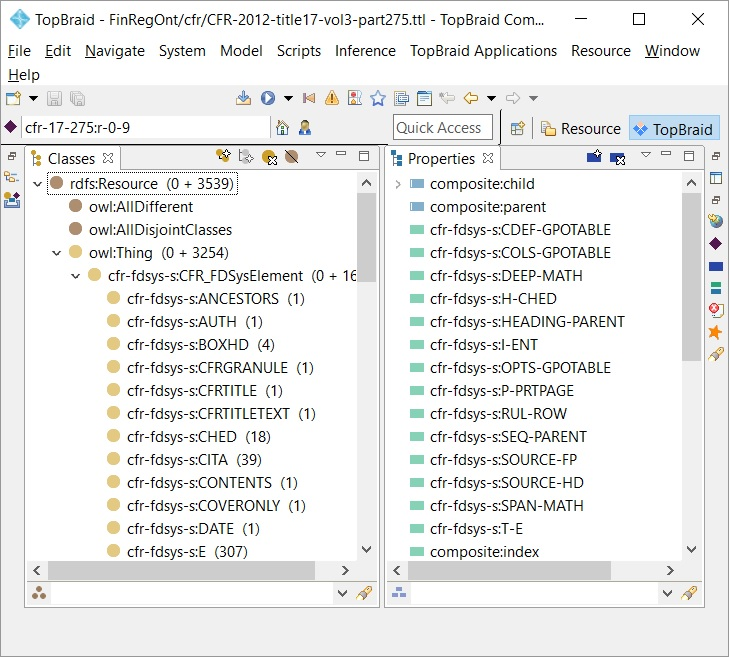 TopBraid - FinRegOnt/cfr/CFR-2012-title17-vol3-part275.ttl - TopBraid Com...
File Edit Navigate System Model Scripts Inference TopBraid Applications Resource Window
Help
cfr-17-275:r-0-9
Quick Access
Resource
TopBraid
Classes
rdfs:Resource (0 + 3539)
owl:AllDifferent
owl:AllDisjointClasses
owl:Thing (0 + 3254)
cfr-fdsys-s:CFR_FDSysElement (0 + 16
cfr-fdsys-s:ANCESTORS (1)
cfr-fdsys-s:AUTH (1)
cfr-fdsys-s:BOXHD (4)
cfr-fdsys-s:CFRGRANULE (1)
cfr-fdsys-s:CFRTITLE (1)
cfr-fdsys-s:CFRTITLETEXT (1)
cfr-fdsys-s:CHED (18)
cfr-fdsys-s:CITA (39)
cfr-fdsys-s:CONTENTS (1)
cfr-fdsys-s:COVERONLY (1)
cfr-fdsys-s:DATE (1)
cfr-fdsys-s:E (307)
Properties
composite:child
composite:parent
cfr-fdsys-s:CDEF-GPOTABLE
cfr-fdsys-s:COLS-GPOTABLE
cfr-fdsys-s:DEEP-MATH
cfr-fdsys-s:H-CHED
cfr-fdsys-s:HEADING-PARENT
cfr-fdsys-s:I-ENT
cfr-fdsys-s:OPTS-GPOTABLE
cfr-fdsys-s:P-PRTPAGE
cfr-fdsys-s:RUL-ROW
cfr-fdsys-s:SEQ-PARENT
cfr-fdsys-s:SOURCE-FP
cfr-fdsys-s:SOURCE-HD
cfr-fdsys-s:SPAN-MATH
cfr-fdsys-s:T-E
composite:index